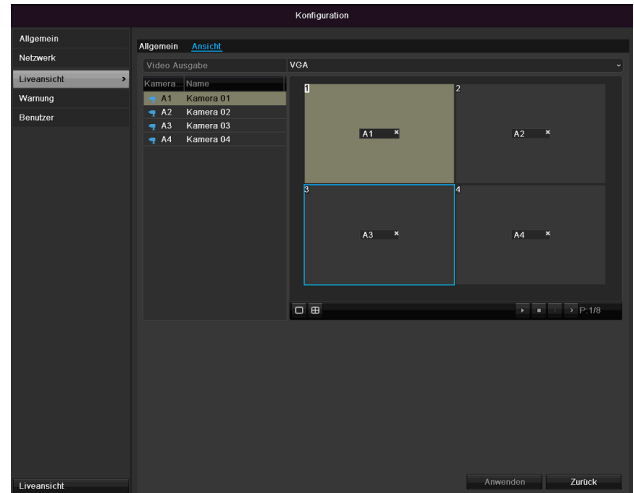 Konfiguration
Allgemein
Netzwerk
Liveansicht
Warnung
Benutzer
Allgemein Ansicht
Video Ausgabe VGA
Kamera... Name
A1 Kamera 01
A2 Kamera 02
A3 Kamera 03
A4 Kamera 04
1 2
A1 A2
3 4
A3 A4
P: 1/8
Anwenden Zurück
Liveansicht